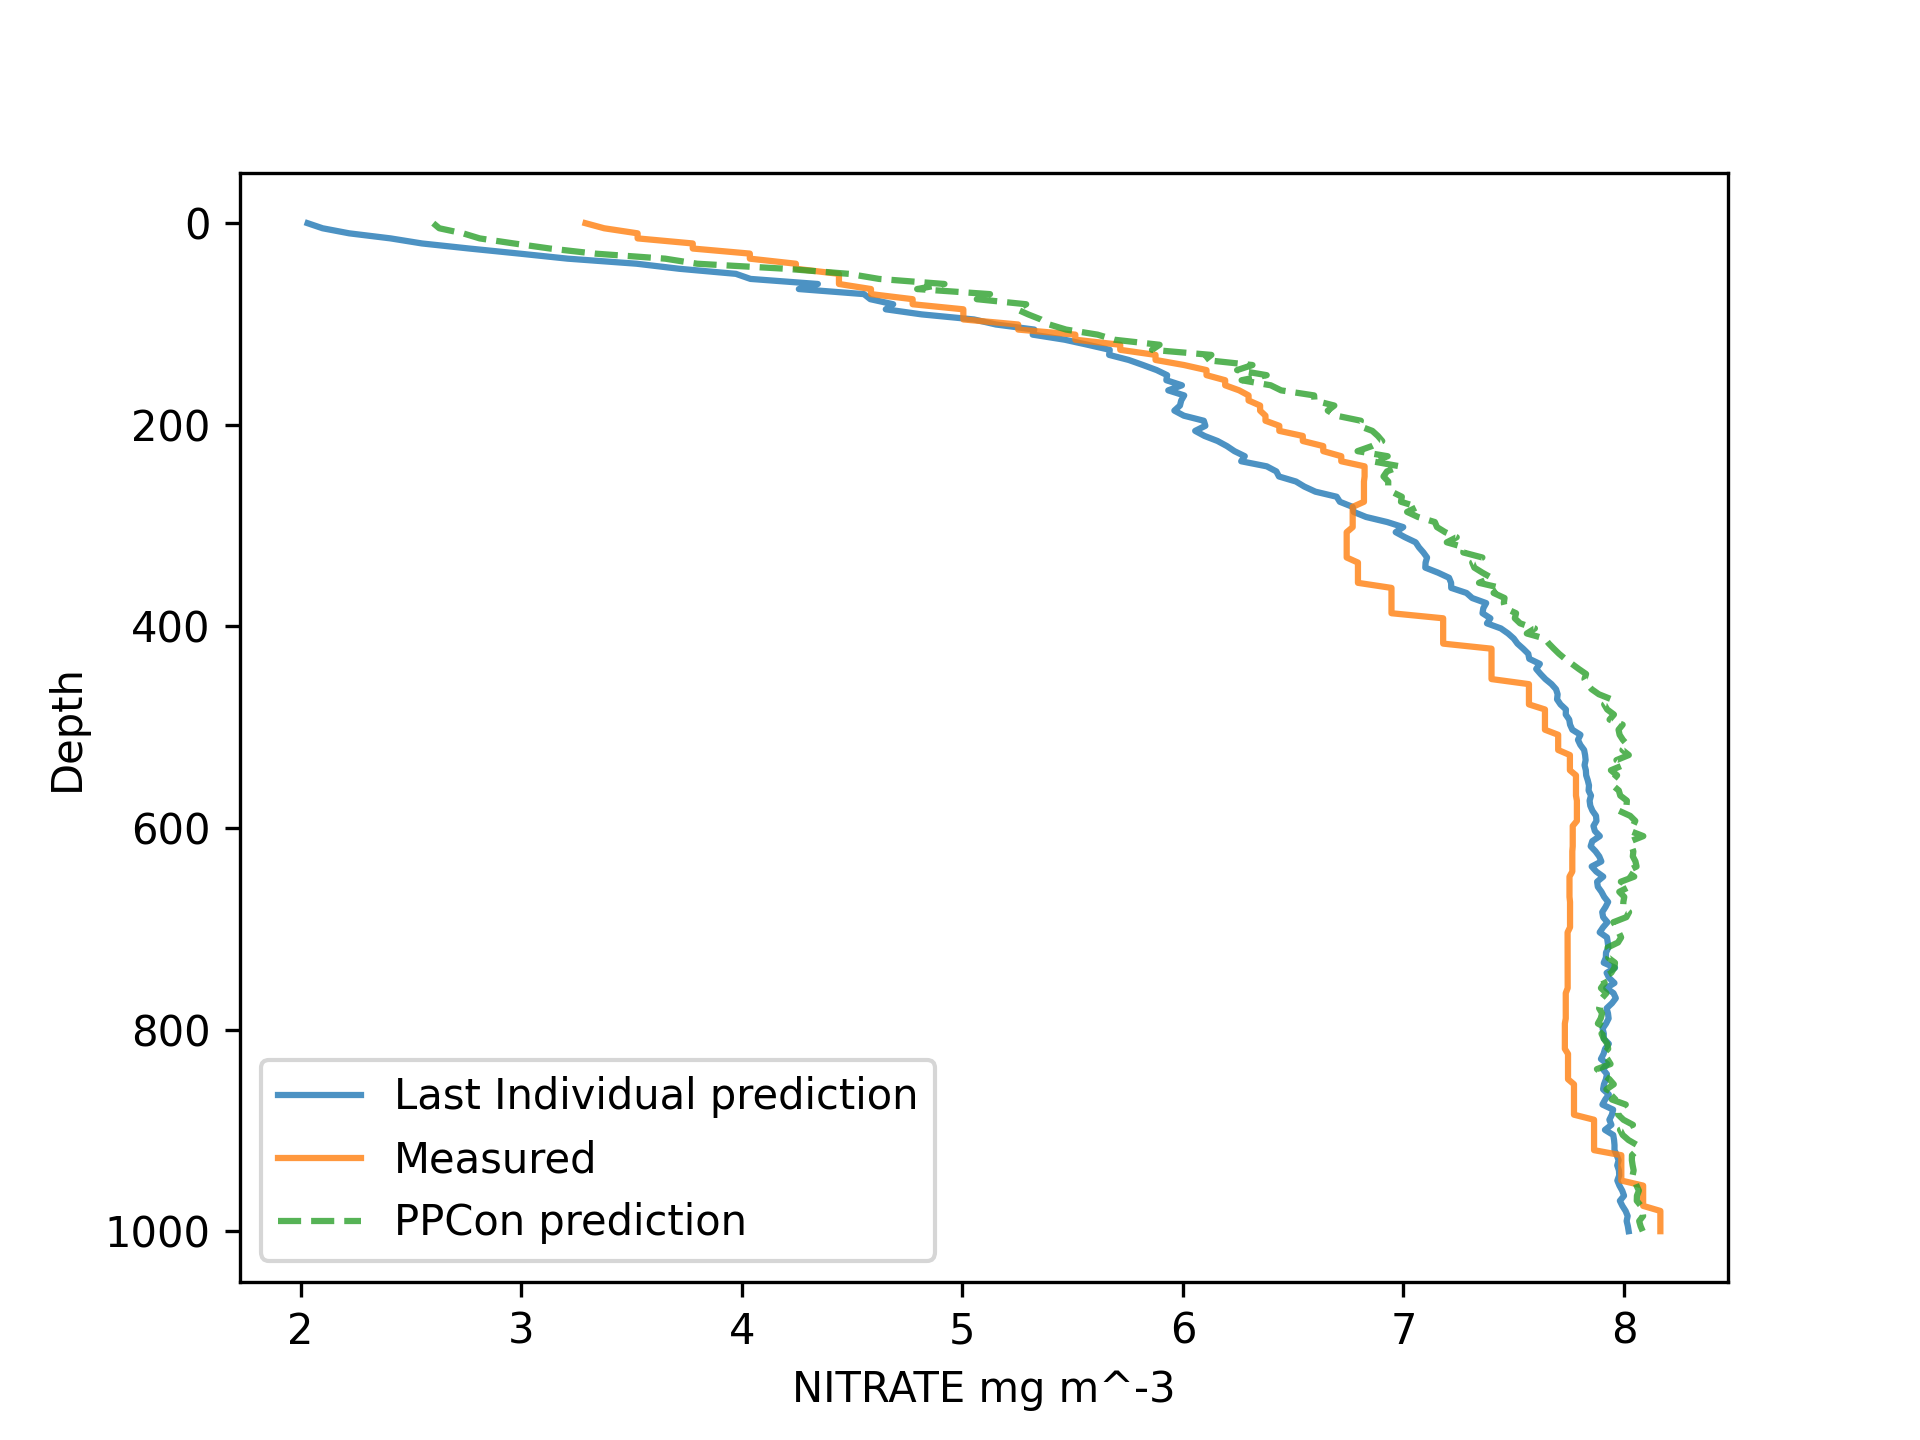 0
200
400
600
800
1000
Depth
Last Individual prediction
Measured
PPCon prediction
2 3 4 5 6 7 8
NITRATE mg m^-3